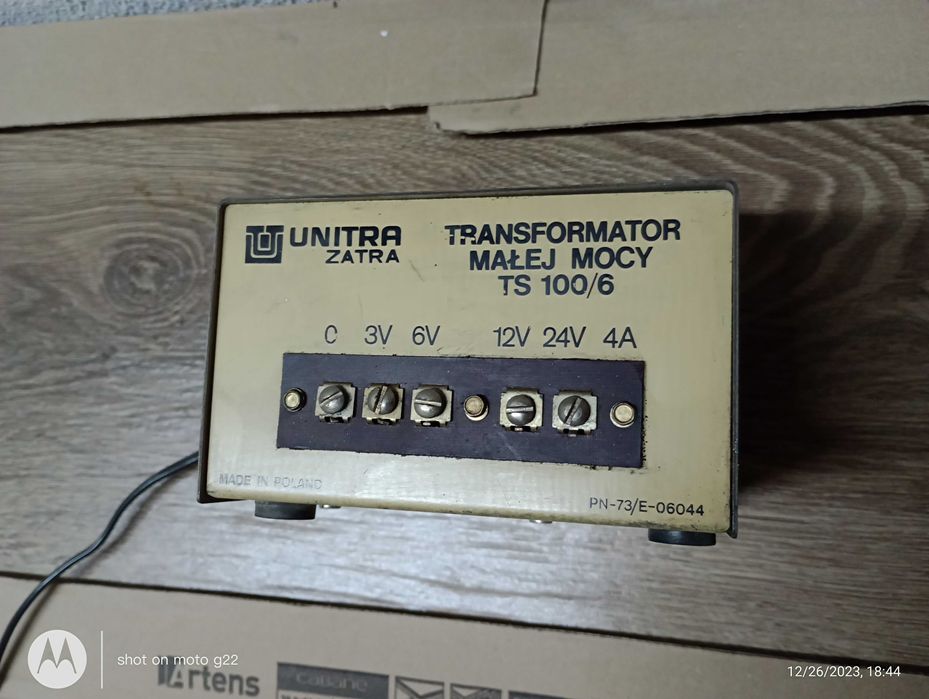 UNITRA
ZATRA
TRANSFORMATOR
MAŁEJ MOCY
TS 100/6
0 3V 6V 12V 24V 4A
MADE IN POLAND
PN-73/E-06044
shot on moto g22
Artens
12/26/2023, 18:44